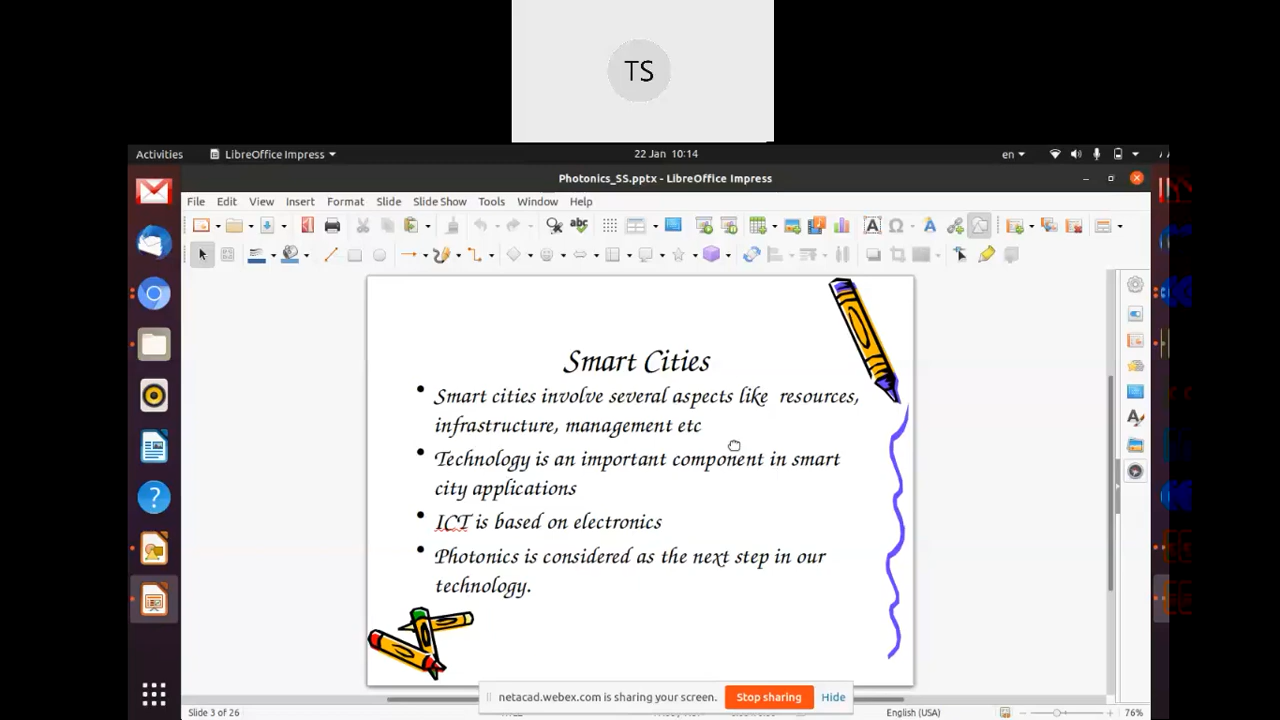 TS
Activities
LibreOffice Impress
22 Jan 10:14
en
Photonics_SS.pptx - LibreOffice Impress
File Edit View Insert Format Slide Slide Show Tools Window Help
Smart Cities
• Smart cities involve several aspects like resources,
infrastructure, management etc
• Technology is an important component in smart
city applications
• ICT is based on electronics
• Photonics is considered as the next step in our
technology.
netacad.webex.com is sharing your screen. Stop sharing Hide
Slide 3 of 26
English (USA)
76%